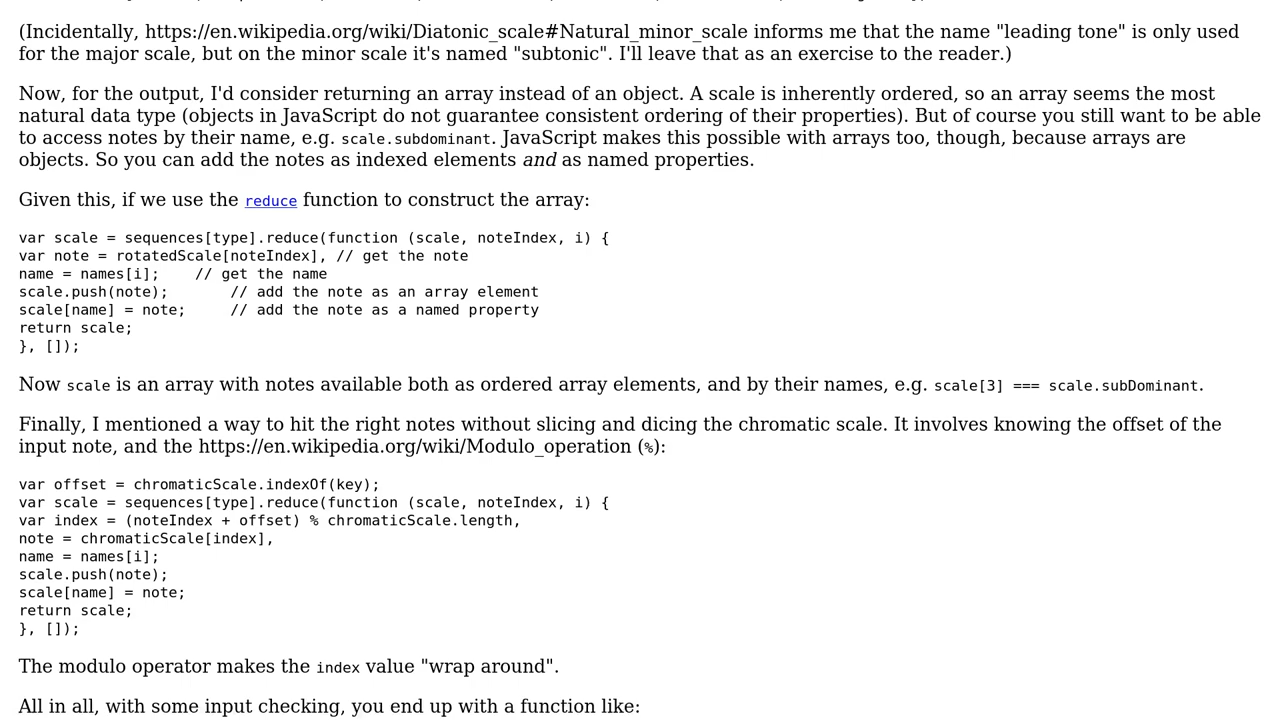 (Incidentally, https://en.wikipedia.org/wiki/Diatonic_scale#Natural_minor_scale informs me that the name "leading tone" is only used
for the major scale, but on the minor scale it's named "subtonic". I'll leave that as an exercise to the reader.)
Now, for the output, I'd consider returning an array instead of an object. A scale is inherently ordered, so an array seems the most
natural data type (objects in JavaScript do not guarantee consistent ordering of their properties). But of course you still want to be able
to access notes by their name, e.g. scale.subdominant. JavaScript makes this possible with arrays too, though, because arrays are
objects. So you can add the notes as indexed elements and as named properties.
Given this, if we use the reduce function to construct the array:
var scale = sequences[type].reduce(function (scale, noteIndex, i) {
var note = rotatedScale[noteIndex], // get the note
name = names[i];    // get the name
scale.push(note);       // add the note as an array element
scale[name] = note;     // add the note as a named property
return scale;
}, []);
Now scale is an array with notes available both as ordered array elements, and by their names, e.g. scale[3] === scale.subDominant.
Finally, I mentioned a way to hit the right notes without slicing and dicing the chromatic scale. It involves knowing the offset of the
input note, and the https://en.wikipedia.org/wiki/Modulo_operation (%):
var offset = chromaticScale.indexOf(key);
var scale = sequences[type].reduce(function (scale, noteIndex, i) {
var index = (noteIndex + offset) % chromaticScale.length,
note = chromaticScale[index],
name = names[i];
scale.push(note);
scale[name] = note;
return scale;
}, []);
The modulo operator makes the index value "wrap around".
All in all, with some input checking, you end up with a function like: